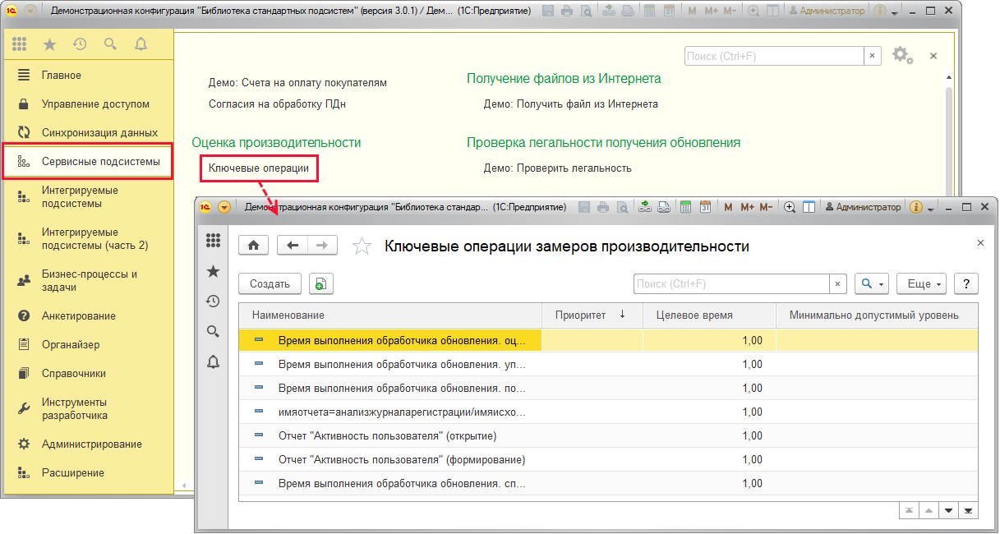 Демонстрационная конфигурация "Библиотека стандартных подсистем" (версия 3.0.1) / Дем... (1С:Предприятие)
M M+ M- Администратор
Поиск (Ctrl+F)
Главное
Управление доступом
Синхронизация данных
Сервисные подсистемы
Интегрируемые
подсистемы
Интегрируемые
подсистемы (часть 2)
Бизнес-процессы и
задачи
Анкетирование
Органайзер
Справочники
Инструменты
разработчика
Администрирование
Расширение
Демо: Счета на оплату покупателям
Согласия на обработку ПДн
Оценка производительности
Ключевые операции
Получение файлов из Интернета
Демо: Получить файл из Интернета
Проверка легальности получения обновления
Демо: Проверить легальность
Демонстрационная конфигурация "Библиотека стандар... (1С:Предприятие)
31 M M+ M- Администратор
Ключевые операции замеров производительности
Создать
Поиск (Ctrl+F)
Еще
?
Наименование Приоритет ↓ Целевое время Минимально допустимый уровень
Время выполнения обработчика обновления. оц... 1,00
Время выполнения обработчика обновления. уп... 1,00
Время выполнения обработчика обновления. по... 1,00
имяотчета=анализжурналарегистрации/имяисхо... 1,00
Отчет "Активность пользователя" (открытие) 1,00
Отчет "Активность пользователя" (формирование) 1,00
Время выполнения обработчика обновления. сп... 1,00